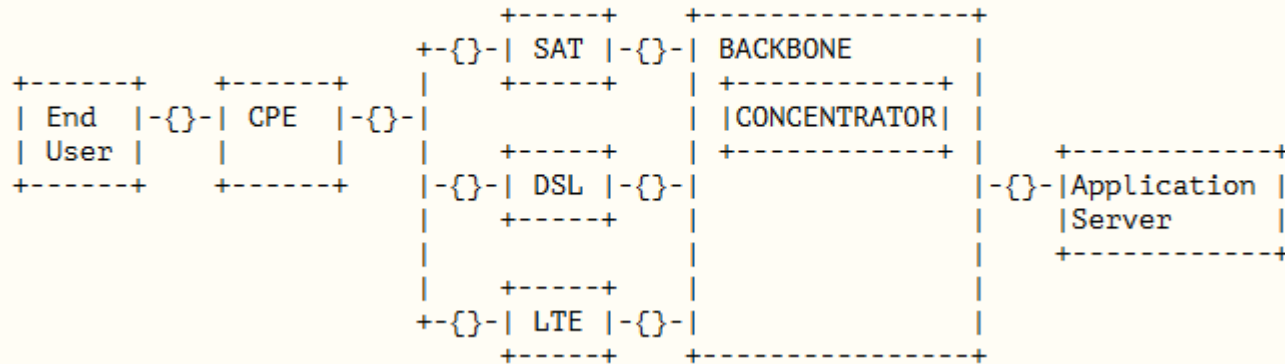 +-----+    +----------------+
                        +-{}-| SAT |-{}-| BACKBONE       |
+------+    +------+    |    +-----+    | +------------+ |
| End  |-{}-| CPE  |-{}-|               | |CONCENTRATOR| |
| User |    |      |    |    +-----+    | +------------+ |    +------------+
+------+    +------+    |-{}-| DSL |-{}-|                |-{}-|Application |
                        |    +-----+    |                |    |Server      |
                        |               |                |    +------------+
                        |    +-----+    |                |
                        +-{}-| LTE |-{}-|                |
                             +-----+    +----------------+